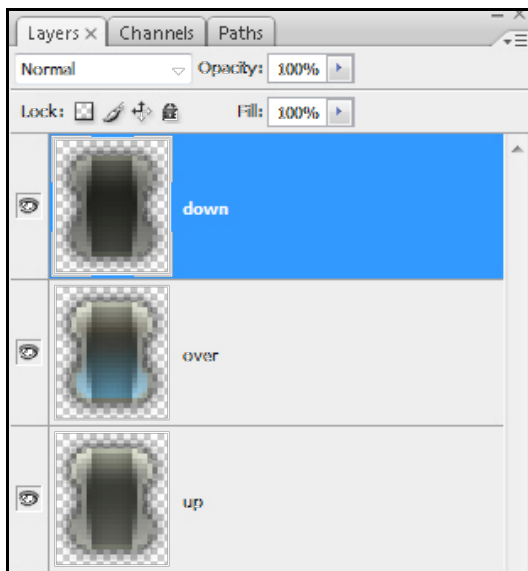 Layers × Channels Paths
Normal Opacity: 100%
Lock: Fill: 100%
down
over
up